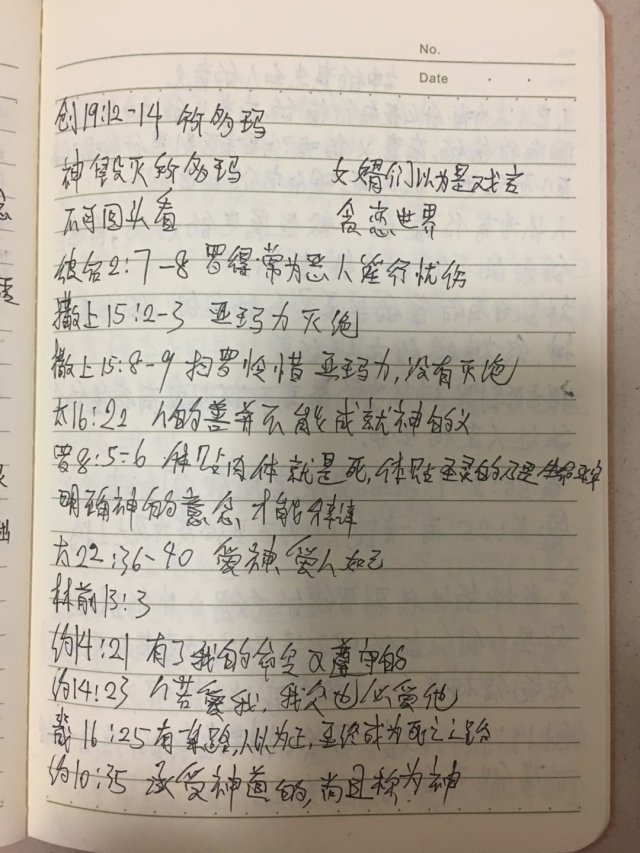 No.
Date
创19:12-14 所多玛
神毁灭所多玛 女婿们以为是戏言
不可回头看 贪恋世界
彼后2:7-8 罗得常为恶人淫行忧伤
撒上15:2-3 亚玛力 灭绝
撒上15:8-9 扫罗怜惜亚玛力,没有灭绝
太16:22 人的善并不能成就神的义
罗8:5-6 体贴肉体就是死,体贴圣灵的乃是生命平安
明确神的意念才能体贴
太22:36-40 爱神,爱人如己
林前13:3
约14:21 有了我的命令又遵守的
约14:23 人若爱我,我父也必爱他
箴16:25 有一条路,人以为正,至终成为死亡之路
约10:35 承受神道的,尚且称为神